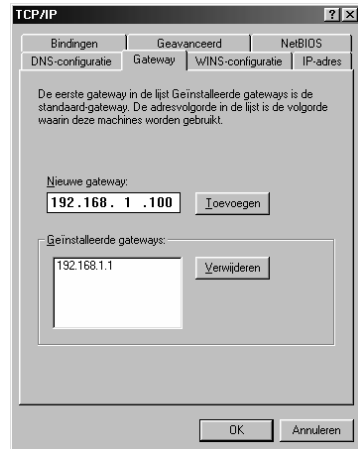 TCP/IP
Bindingen Geavanceerd NetBIOS
DNS-configuratie Gateway WINS-configuratie IP-adres
De eerste gateway in de lijst Geïnstalleerde gateways is de
standaard-gateway. De adresvolgorde in de list is de volgorde
waarin deze machines worden gebruikt.
Nieuwe gateway:
192.168. 1 .100 Toevoegen
Geïnstalleerde gateways:
192.168.1.1 Verwijderen
OK Annuleren